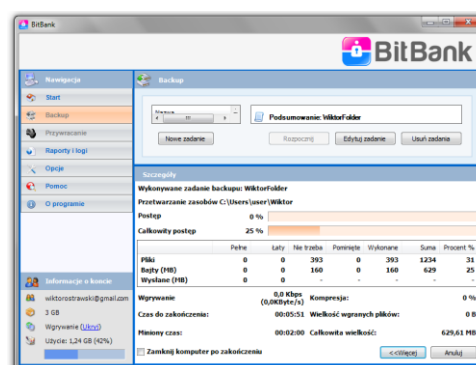 BitBank
BitBank
Nawigacja
Start
Backup
Przywracanie
Raporty i logi
Opcje
Pomoc
O programie
Informacje o koncie
wiktorostrawski@gmail.com
3 GB
Wgrywanie (Ukryj)
Użycie: 1,24 GB (42%)
Backup
Nazwa
Podsumowanie: WiktorFolder
Nowe zadanie Rozpocznij Edytuj zadanie Usuń zadania
Szczegóły
Wykonywane zadanie backupu: WiktorFolder
Przetwarzanie zasobów C:\Users\user\Wiktor
Postęp 0 %
Całkowity postęp 25 %
Pełne Łaty Nie trzeba Pominięte Wykonane Suma Procent %
Pliki 0 0 393 0 393 1234 31
Bajty (MB) 0 0 160 0 160 629 25
Wysłane (MB) 0 0 - - - - -
Wgrywanie 0,0 Kbps (0,0KByte/s) Kompresja: 0 %
Czas do zakończenia: 00:05:51 Wielkość wgranych plików: 0 B
Miniony czas: 00:02:00 Całkowita wielkość: 629,61 MB
Zamknij komputer po zakończeniu <<Więcej Anuluj